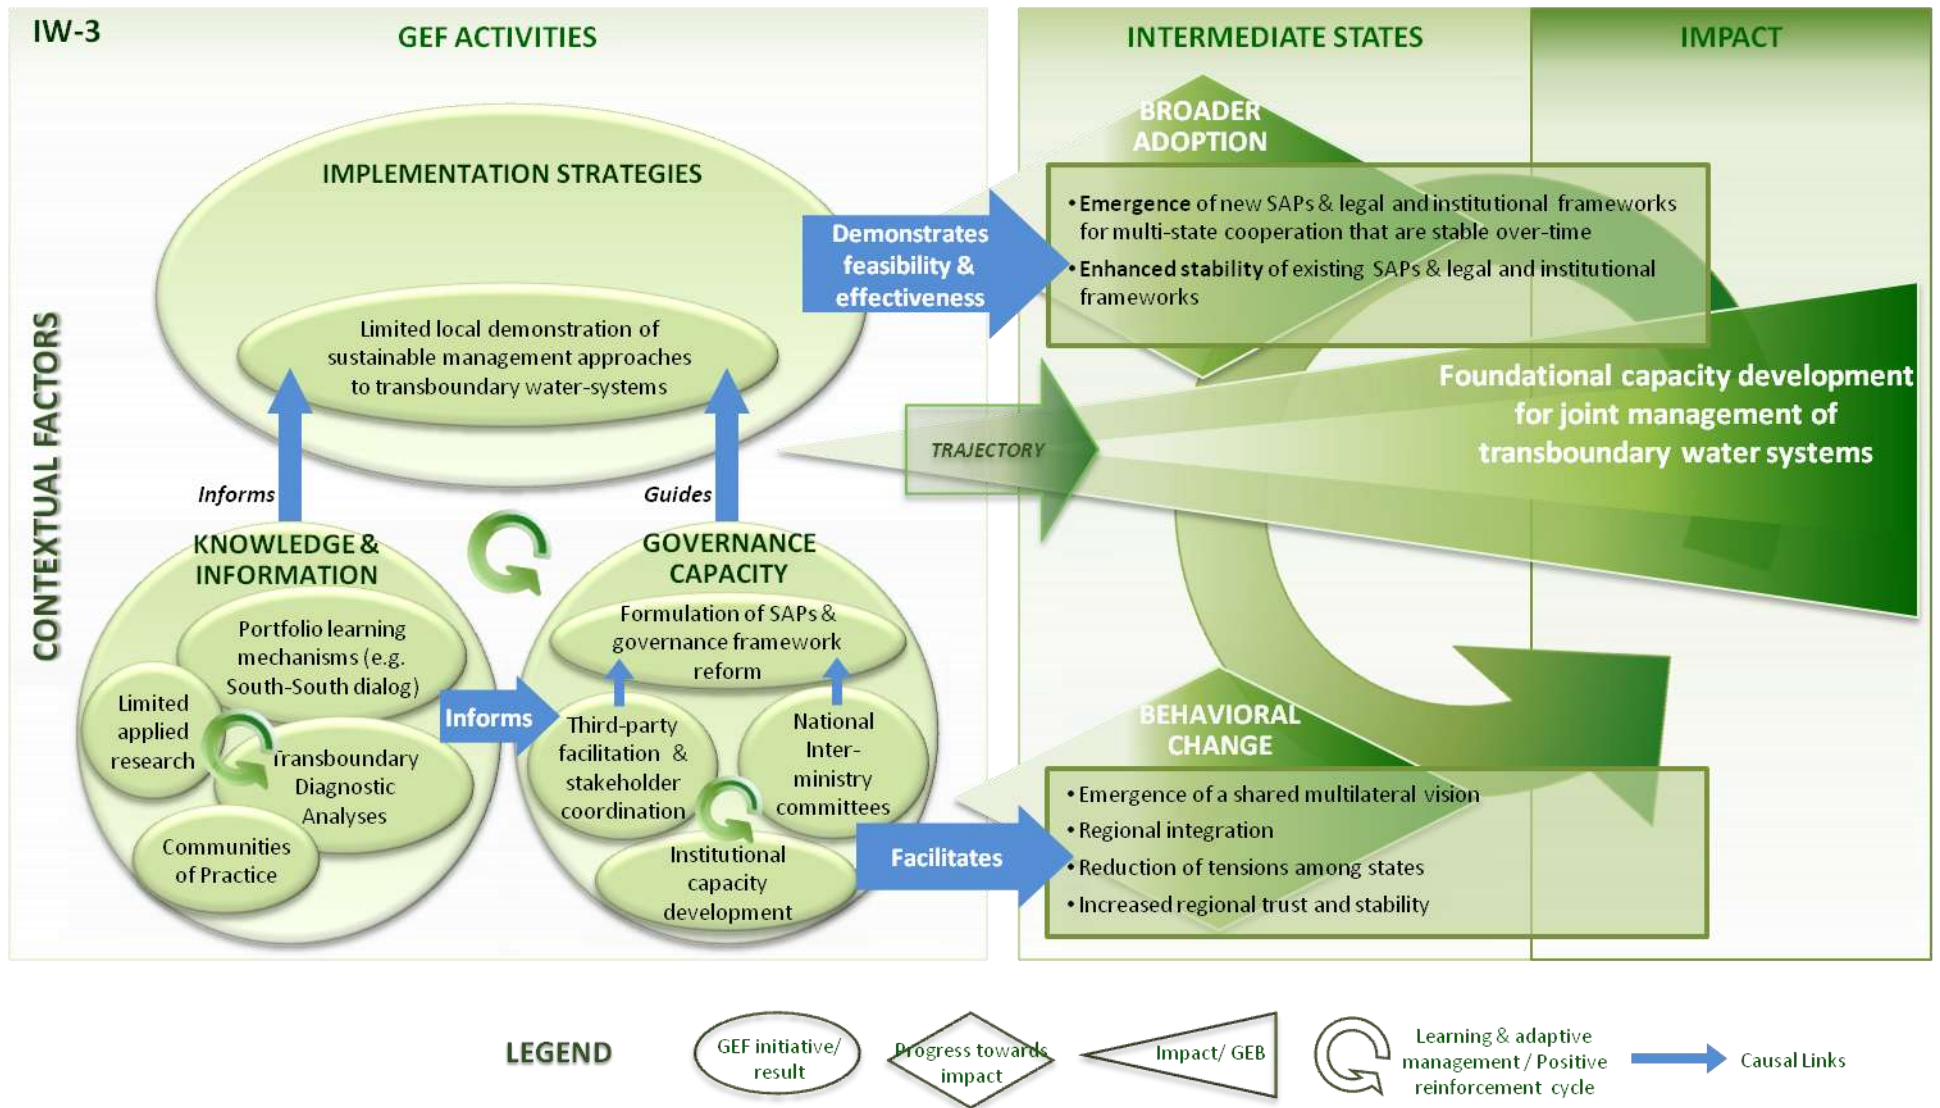 IW-3
GEF ACTIVITIES
INTERMEDIATE STATES
IMPACT
CONTEXTUAL FACTORS
IMPLEMENTATION STRATEGIES
Limited local demonstration of
sustainable management approaches
to transboundary water-systems
Informs
Guides
KNOWLEDGE &
INFORMATION
Portfolio learning
mechanisms (e.g.
South-South dialog)
Limited
applied
research
Transboundary
Diagnostic
Analyses
Communities
of Practice
Informs
GOVERNANCE
CAPACITY
Formulation of SAPs &
governance framework
reform
Third-party
facilitation &
stakeholder
coordination
National
Inter-
ministry
committees
Institutional
capacity
development
Demonstrates
feasibility &
effectiveness
TRAJECTORY
Facilitates
BROADER
ADOPTION
• Emergence of new SAPs & legal and institutional frameworks
for multi-state cooperation that are stable over-time
• Enhanced stability of existing SAPs & legal and institutional
frameworks
Foundational capacity development
for joint management of
transboundary water systems
BEHAVIORAL
CHANGE
• Emergence of a shared multilateral vision
• Regional integration
• Reduction of tensions among states
• Increased regional trust and stability
LEGEND
GEF initiative/
result
Progress towards
impact
Impact/ GEB
Learning & adaptive
management / Positive
reinforcement cycle
Causal Links